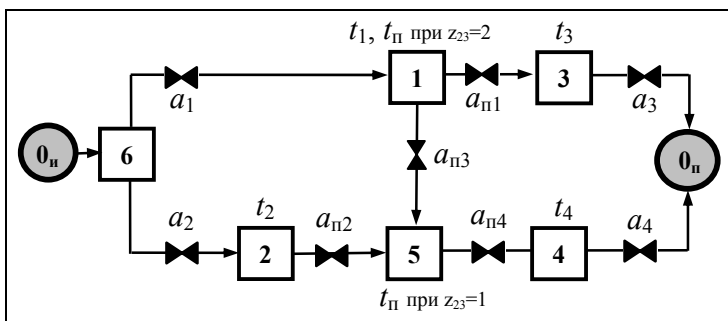 t1, tп при z23=2
t3
1
3
a1
aп1
a3
0и
6
aп3
0п
a2
t2
aп2
aп4
t4
a4
2
5
4
tп при z23=1